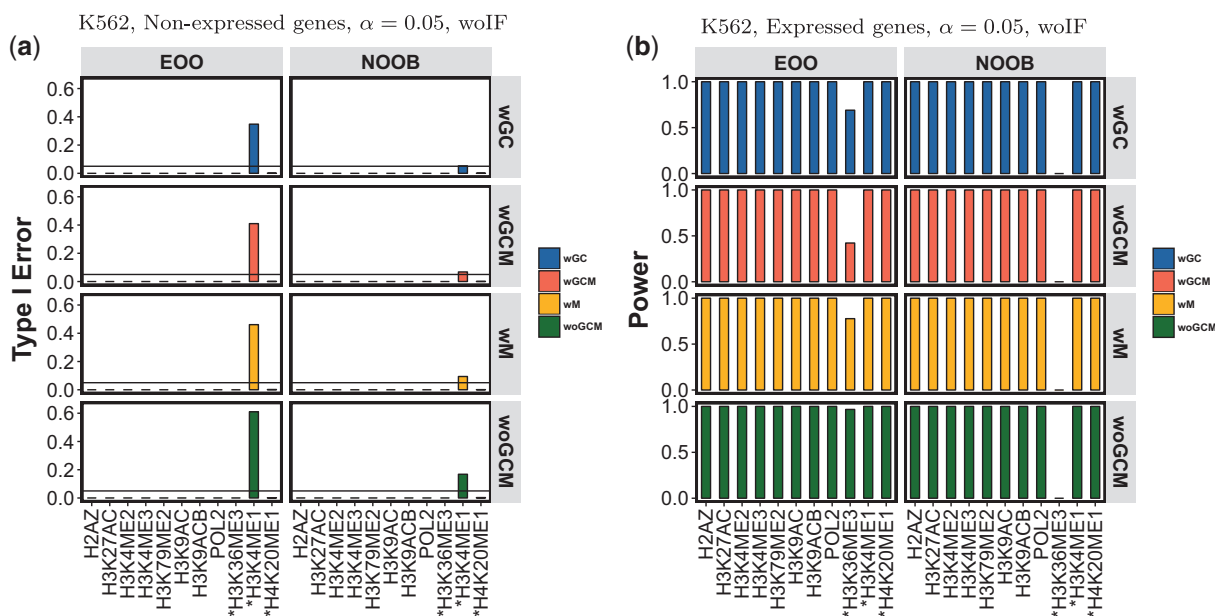 K562, Non-expressed genes, α = 0.05, woIF
(a)
EOO NOOB
Type I Error
0.6
0.4
0.2
0.0
wGC
0.6
0.4
0.2
0.0
wGCM
0.6
0.4
0.2
0.0
wM
0.6
0.4
0.2
0.0
woGCM
H2AZ
H3K27AC
H3K4ME2
H3K4ME3
H3K79ME2
H3K9AC
H3K9ACB
POL2
*H3K36ME3
*H3K4ME1
*H4K20ME1
H2AZ
H3K27AC
H3K4ME2
H3K4ME3
H3K79ME2
H3K9AC
H3K9ACB
POL2
*H3K36ME3
*H3K4ME1
*H4K20ME1
wGC
wGCM
wM
woGCM
K562, Expressed genes, α = 0.05, woIF
(b)
EOO NOOB
Power
1.0
0.5
0.0
wGC
1.0
0.5
0.0
wGCM
1.0
0.5
0.0
wM
1.0
0.5
0.0
woGCM
H2AZ
H3K27AC
H3K4ME2
H3K4ME3
H3K79ME2
H3K9AC
H3K9ACB
POL2
*H3K36ME3
*H3K4ME1
*H4K20ME1
H2AZ
H3K27AC
H3K4ME2
H3K4ME3
H3K79ME2
H3K9AC
H3K9ACB
POL2
*H3K36ME3
*H3K4ME1
*H4K20ME1
wGC
wGCM
wM
woGCM